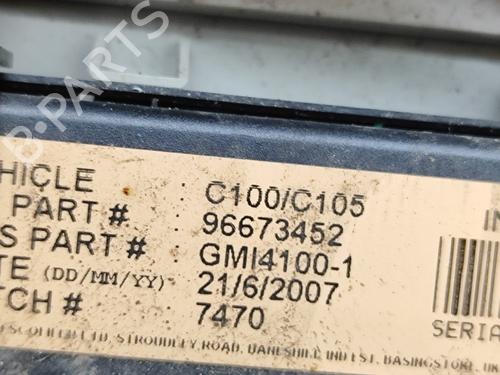 B-PARTS
HICLE C100/C105
PART # 96673452
S PART # GMI4100-1
TE (DD/MM/YY) 21/6/2007
TCH # 7470
IN
SERIA
STROUDLEY ROAD, DANESHILL IND EST, BASINGSTOKE, UK